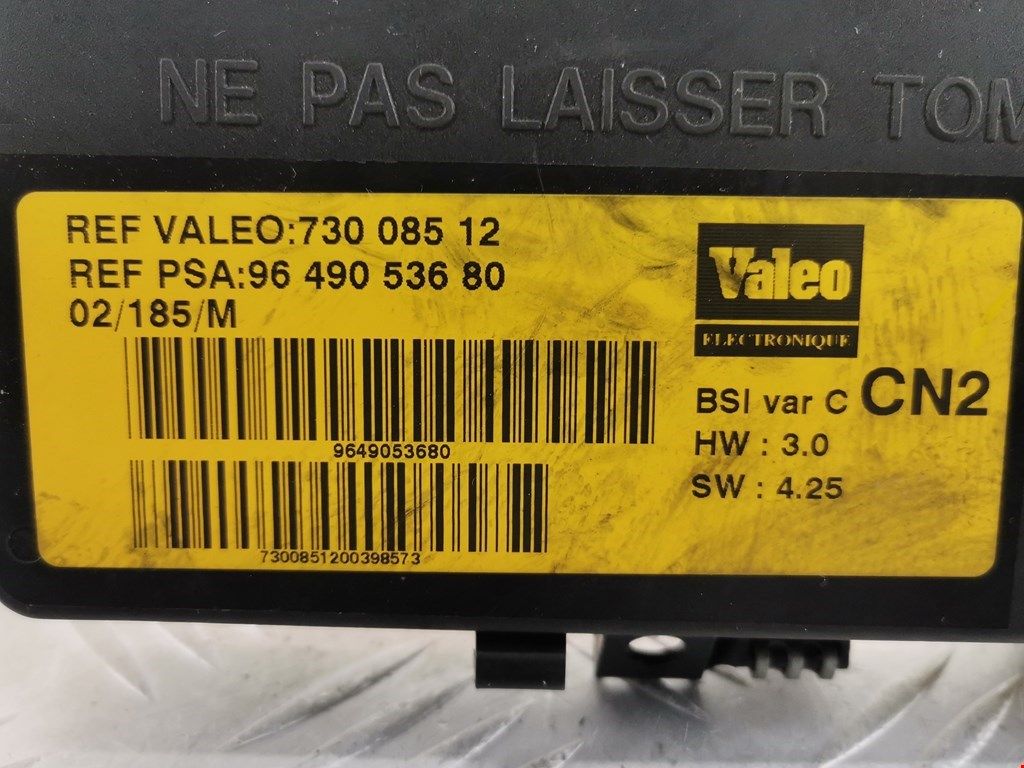 NE PAS LAISSER TOM
REF VALEO:730 085 12
REF PSA:96 490 536 80
02/185/M
Valeo
ELECTRONIQUE
BSI var C CN2
HW : 3.0
SW : 4.25
9649053680
7300851200398573